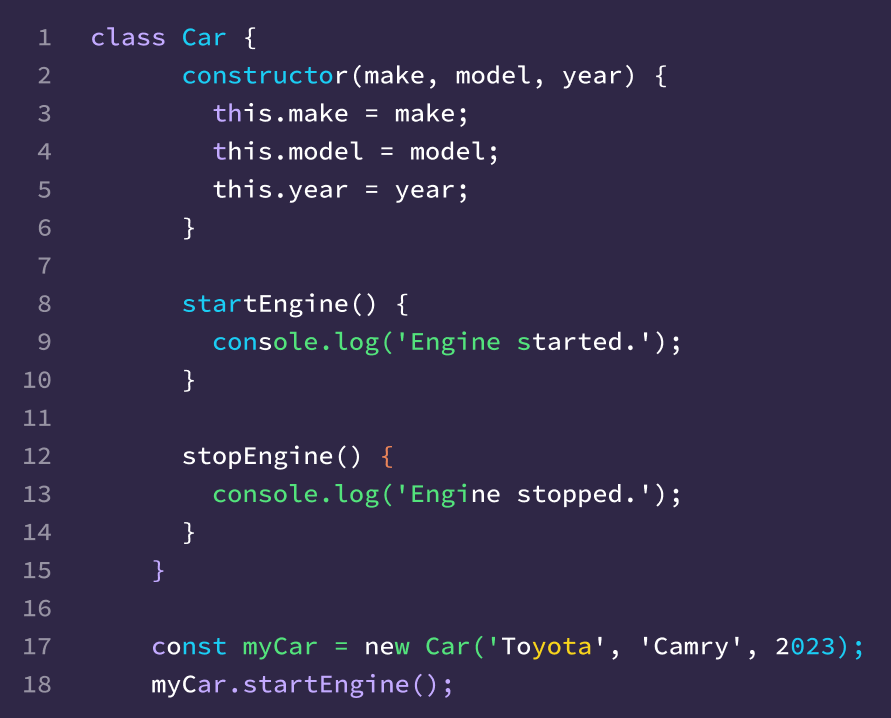 1 class Car {
2 constructor(make, model, year) {
3 this.make = make;
4 this.model = model;
5 this.year = year;
6 }
7
8 startEngine() {
9 console.log('Engine started.');
10 }
11
12 stopEngine() {
13 console.log('Engine stopped.');
14 }
15 }
16
17 const myCar = new Car('Toyota', 'Camry', 2023);
18 myCar.startEngine();